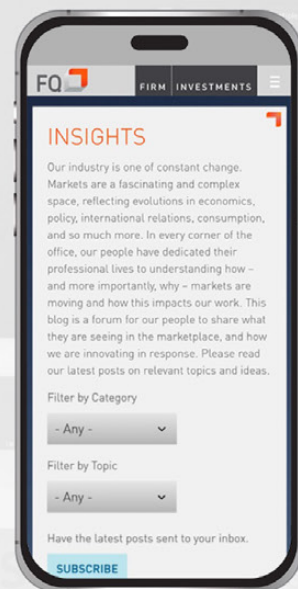 FQ
FIRM
INVESTMENTS
INSIGHTS
Our industry is one of constant change.
Markets are a fascinating and complex
space, reflecting evolutions in economics,
policy, international relations, consumption,
and so much more. In every corner of the
office, our people have dedicated their
professional lives to understanding how –
and more importantly, why – markets are
moving and how this impacts our work. This
blog is a forum for our people to share what
they are seeing in the marketplace, and how
we are innovating in response. Please read
our latest posts on relevant topics and ideas.
Filter by Category
- Any -
Filter by Topic
- Any -
Have the latest posts sent to your inbox.
SUBSCRIBE